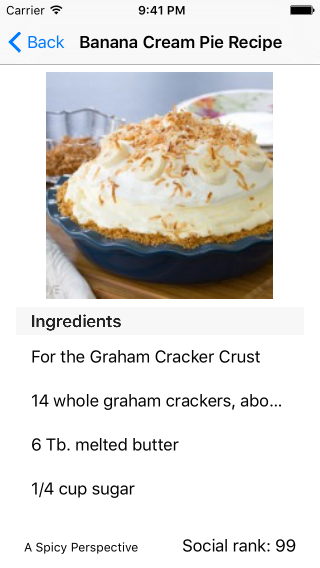 Carrier 9:41 PM
Back Banana Cream Pie Recipe
Ingredients
For the Graham Cracker Crust
14 whole graham crackers, abo...
6 Tb. melted butter
1/4 cup sugar
A Spicy Perspective Social rank: 99